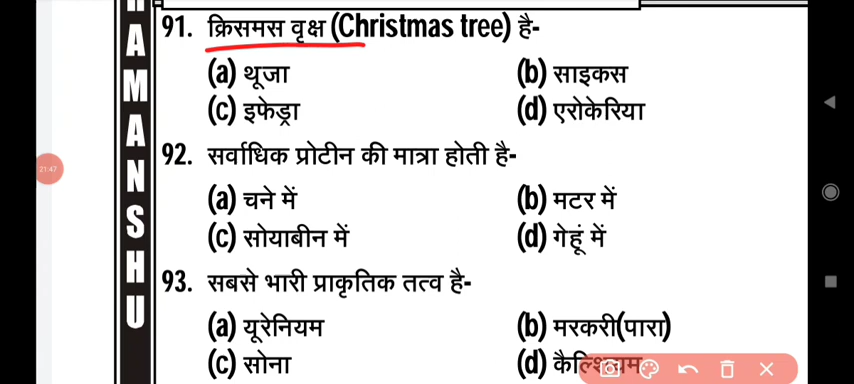 91. क्रिसमस वृक्ष (Christmas tree) है-
(a) थूजा (b) साइकस
(c) इफेड्रा (d) एरोकेरिया
92. सर्वाधिक प्रोटीन की मात्रा होती है-
(a) चने में (b) मटर में
(c) सोयाबीन में (d) गेहूं में
93. सबसे भारी प्राकृतिक तत्व है-
(a) यूरेनियम (b) मरकरी(पारा)
(c) सोना (d) कैल्शियम
AMANSHU
21:47